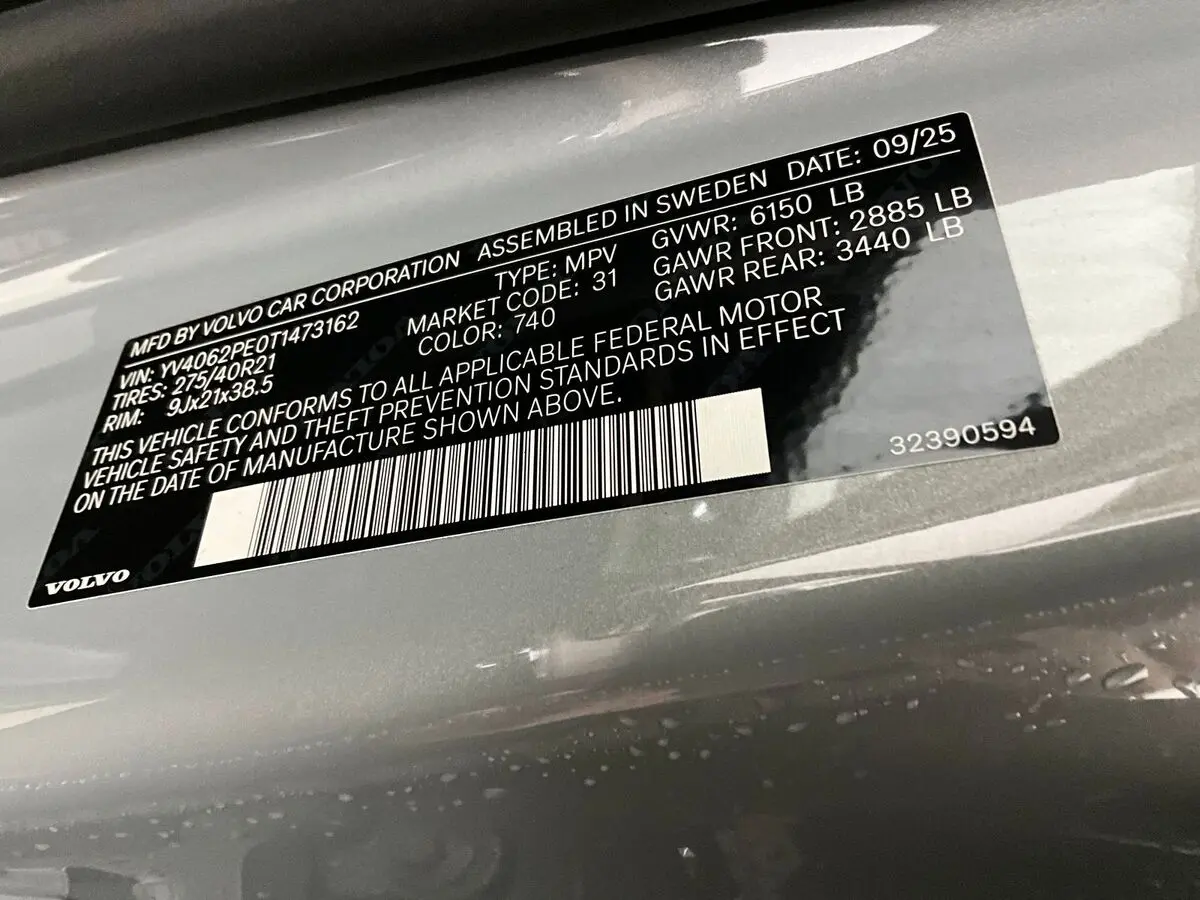 MFD BY VOLVO CAR CORPORATION ASSEMBLED IN SWEDEN DATE: 09/25
VIN: YV4062PE0T1473162 TYPE: MPV GVWR: 6150 LB
TIRES: 275/40R21 MARKET CODE: 31 GAWR FRONT: 2885 LB
RIM: 9Jx21x38.5 COLOR: 740 GAWR REAR: 3440 LB
THIS VEHICLE CONFORMS TO ALL APPLICABLE FEDERAL MOTOR
VEHICLE SAFETY AND THEFT PREVENTION STANDARDS IN EFFECT
ON THE DATE OF MANUFACTURE SHOWN ABOVE.
VOLVO
32390594